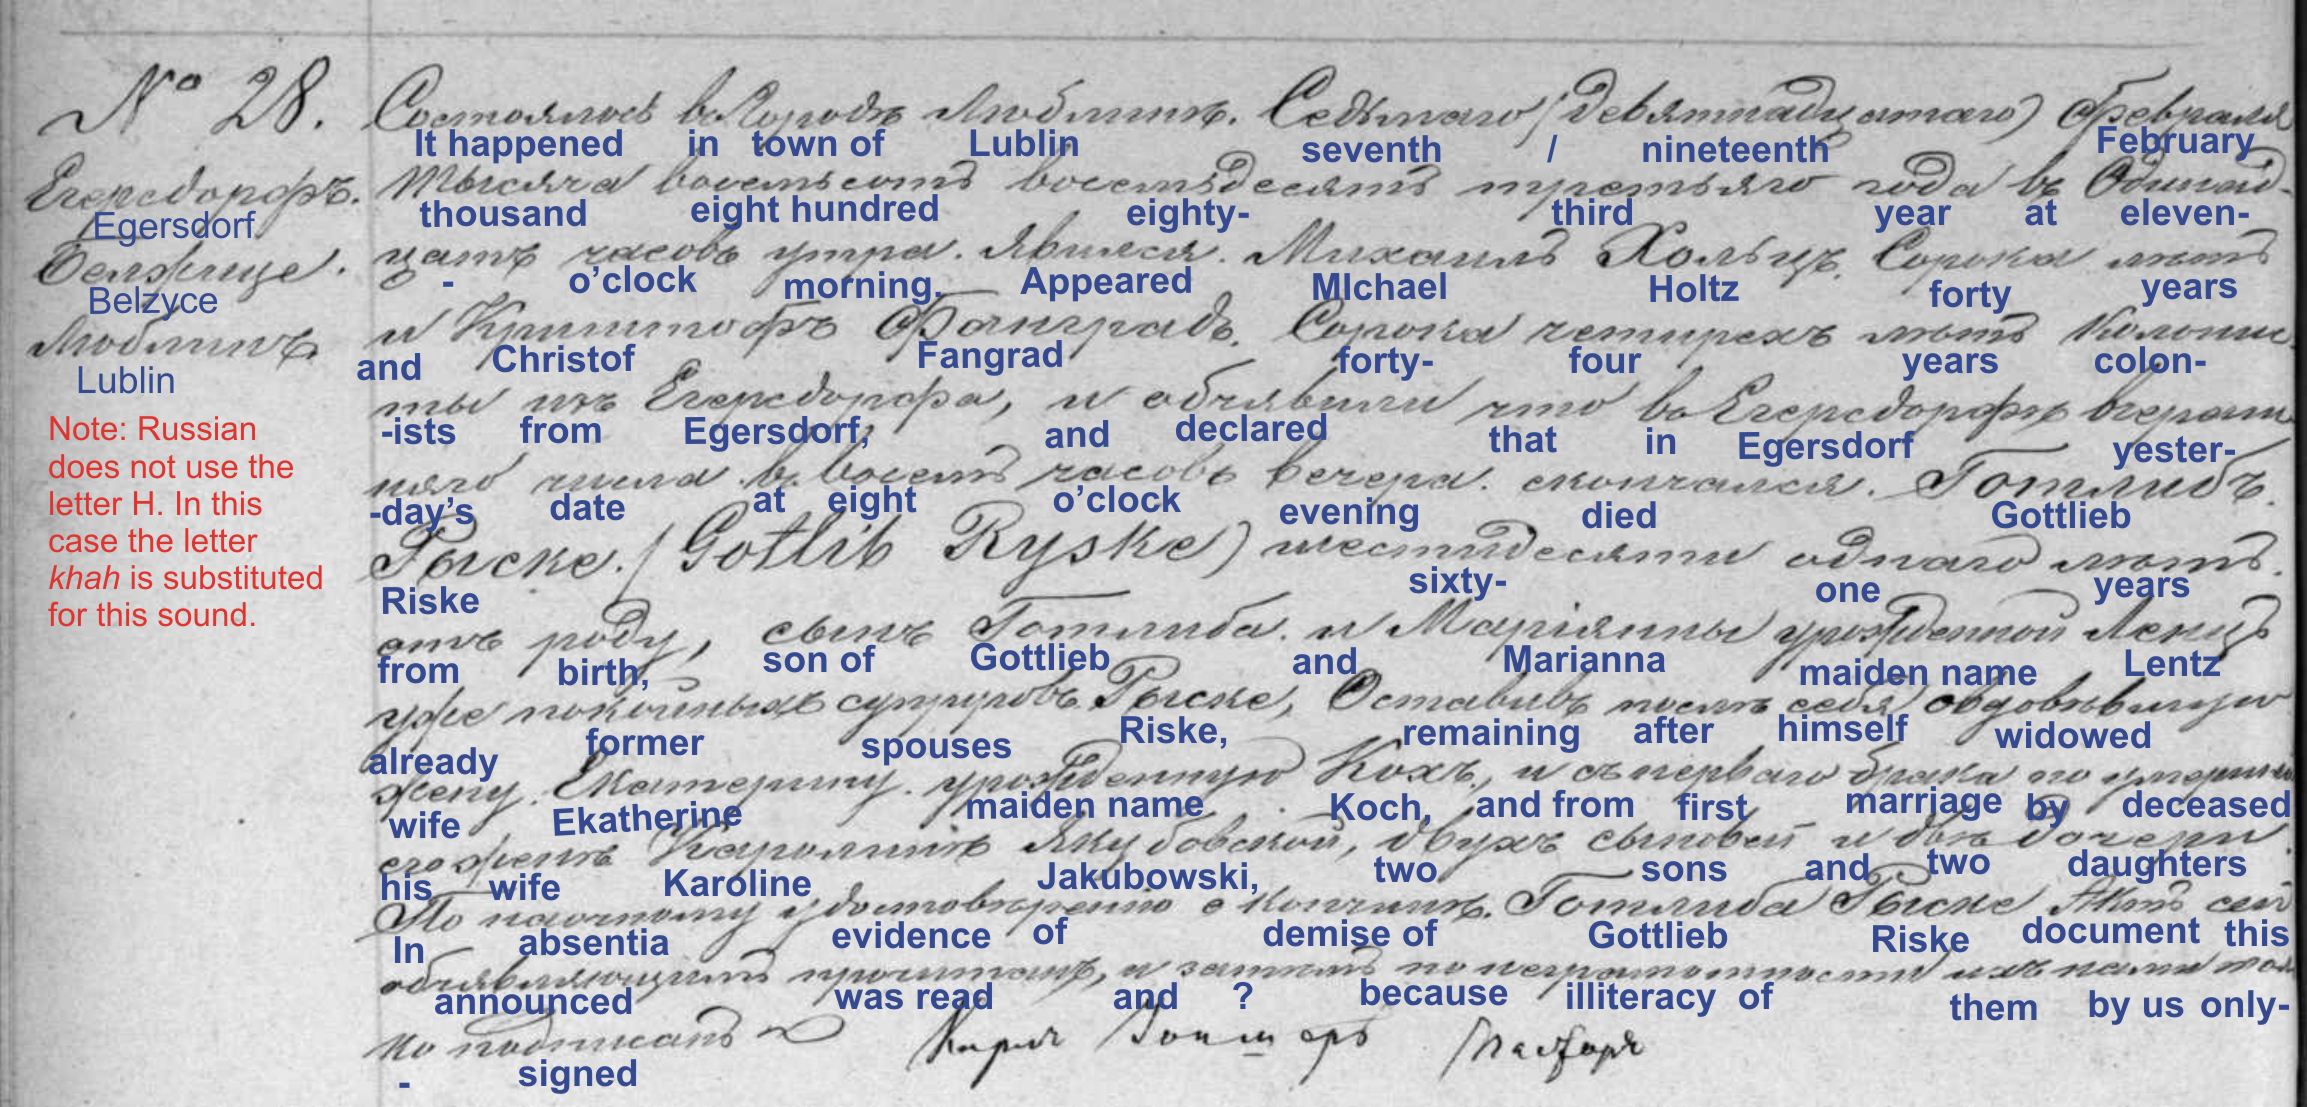 № 28. Состоялось въ Городѣ Люблинѣ. Седьмаго (девятнадцатаго) Февраля
It happened in town of Lublin seventh / nineteenth February
Егерсдорфъ. тысяча восемьсотъ восемьдесятъ третьяго года въ Одинад-
Egersdorf thousand eight hundred eighty- third year at eleven-
Белжице. цать часовъ утра. Явился. Михаилъ Хольцъ. Сорока лѣтъ
Belzyce - o’clock morning. Appeared MIchael Holtz forty years
Люблинъ и Криштофъ Фанградъ. Сорока четырехъ лѣтъ колонис-
Lublin and Christof Fangrad forty- four years colon-
ты изъ Егерсдорфа, и объявили что въ Егерсдорфѣ вчераш-
-ists from Egersdorf, and declared that in Egersdorf yester-
няго числа въ восемь часовъ вечера. скончался. Готлибъ.
-day’s date at eight o’clock evening died Gottlieb
Рыске. (Gotlib Ryske) шестидесяти однаго лѣтъ.
Riske sixty- one years
отъ роду, сынъ Готлиба. и Маріянны урожденной Ленцъ
from birth, son of Gottlieb and Marianna maiden name Lentz
уже покойныхъ супруговъ Рыске, Оставивъ послѣ себя овдовѣвшую
already former spouses Riske, remaining after himself widowed
жену. Екатерину. урожденную Кохъ, и съ перваго брака по умершей
wife Ekatherine maiden name Koch, and from first marrjage by deceased
его женѣ Каролинѣ Якубовской, двухъ сыновей и двѣ дочери.
his wife Karoline Jakubowski, two sons and two daughters
По наочному удостовѣренію о кончинѣ. Готлиба Рыске Актъ сей
In absentia evidence of demise of Gottlieb Riske document this
объявляющимъ прочитанъ, и по неграмотности ихъ нами толь-
announced was read and ? because illiteracy of them by us only-
ко подписанъ
- signed
Note: Russian
does not use the
letter H. In this
case the letter
khah is substituted
for this sound.